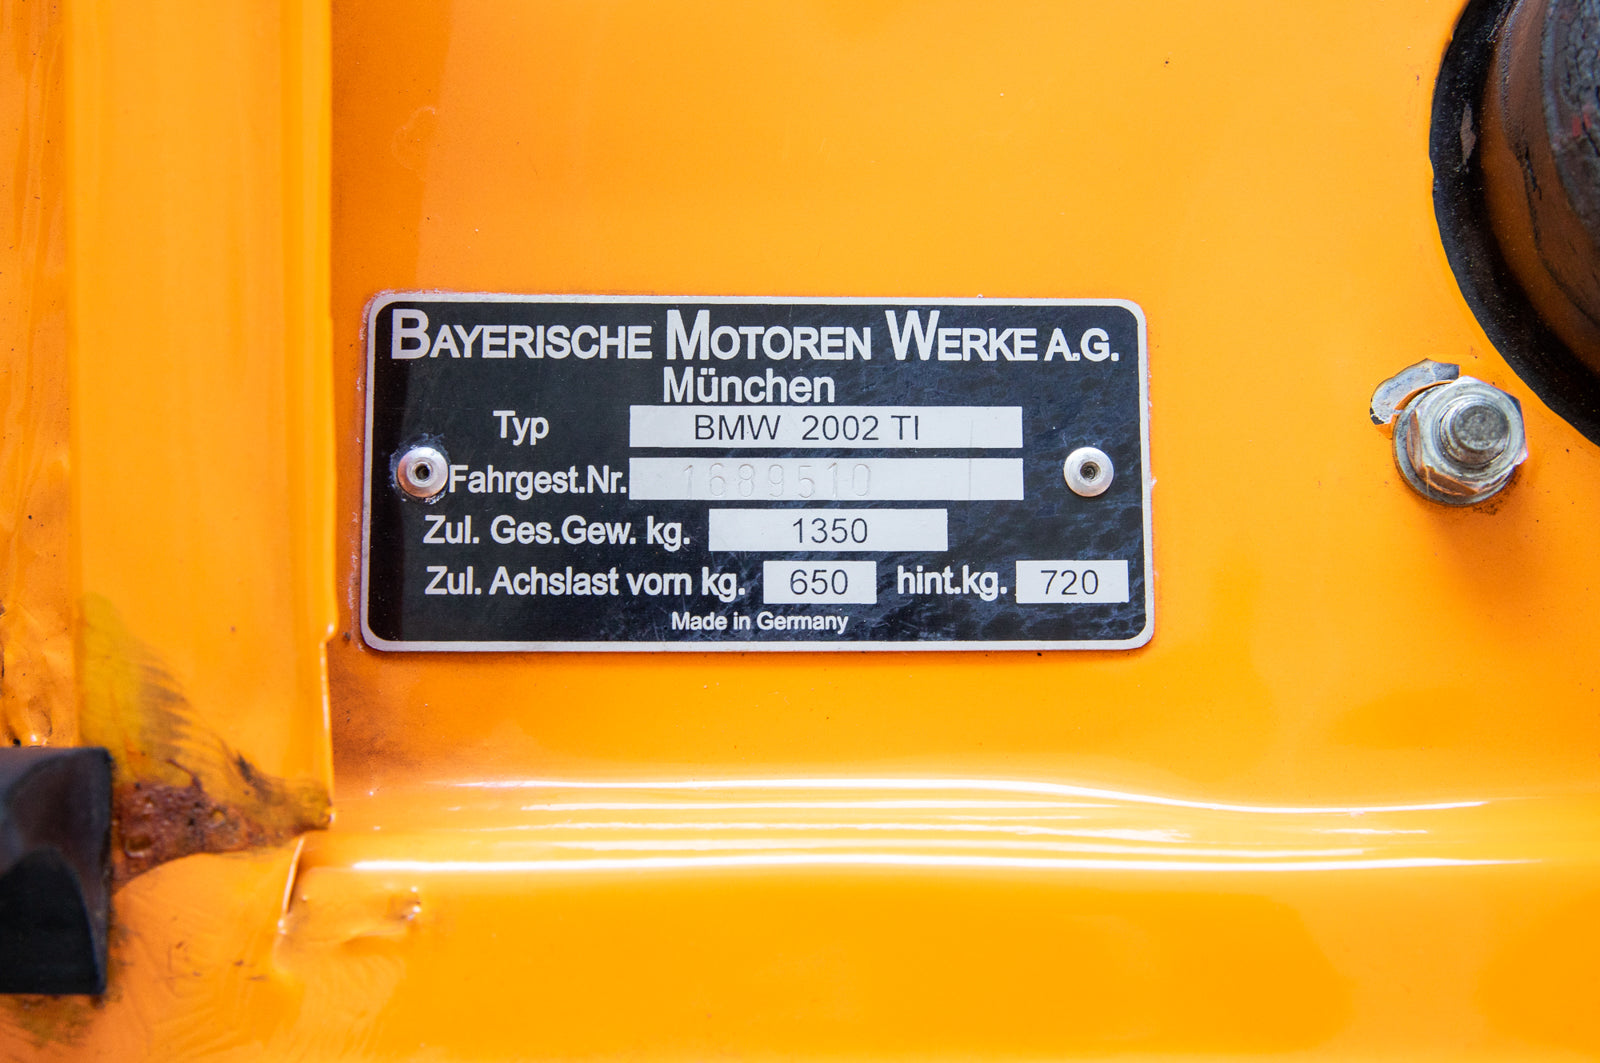 BAYERISCHE MOTOREN WERKE A.G.
München
Typ BMW 2002 TI
Fahrgest.Nr. 1689510
Zul. Ges.Gew. kg. 1350
Zul. Achslast vorn kg. 650 hint.kg. 720
Made in Germany